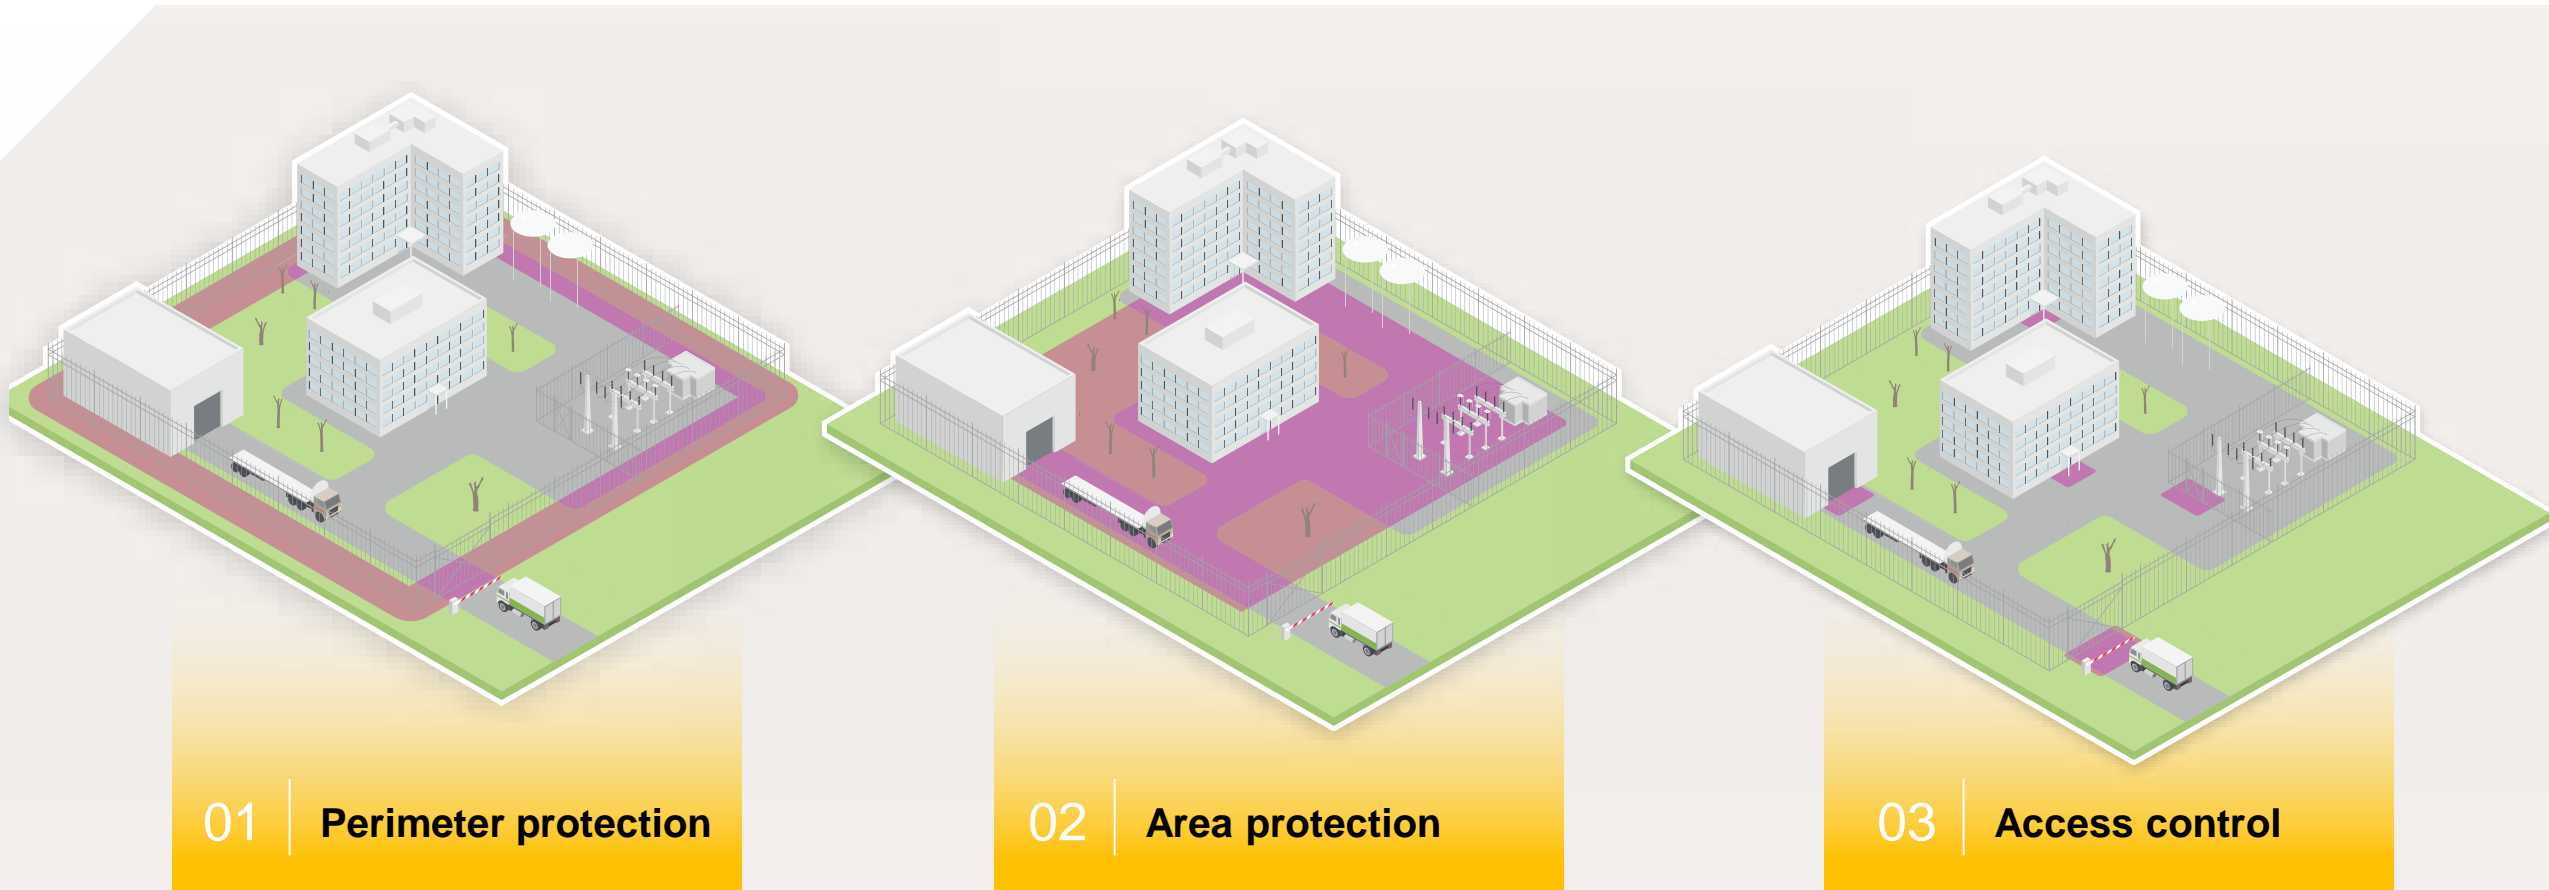 01 Perimeter protection
02 Area protection
03 Access control